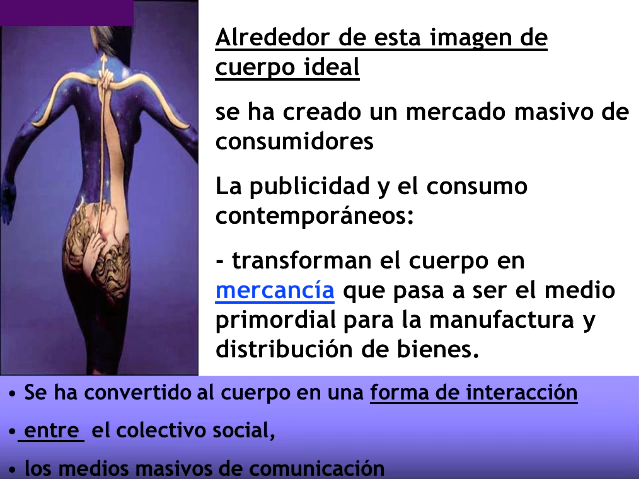 Alrededor de esta imagen de
cuerpo ideal
se ha creado un mercado masivo de
consumidores
La publicidad y el consumo
contemporáneos:
- transforman el cuerpo en
mercancía que pasa a ser el medio
primordial para la manufactura y
distribución de bienes.
• Se ha convertido al cuerpo en una forma de interacción
• entre el colectivo social,
• los medios masivos de comunicación